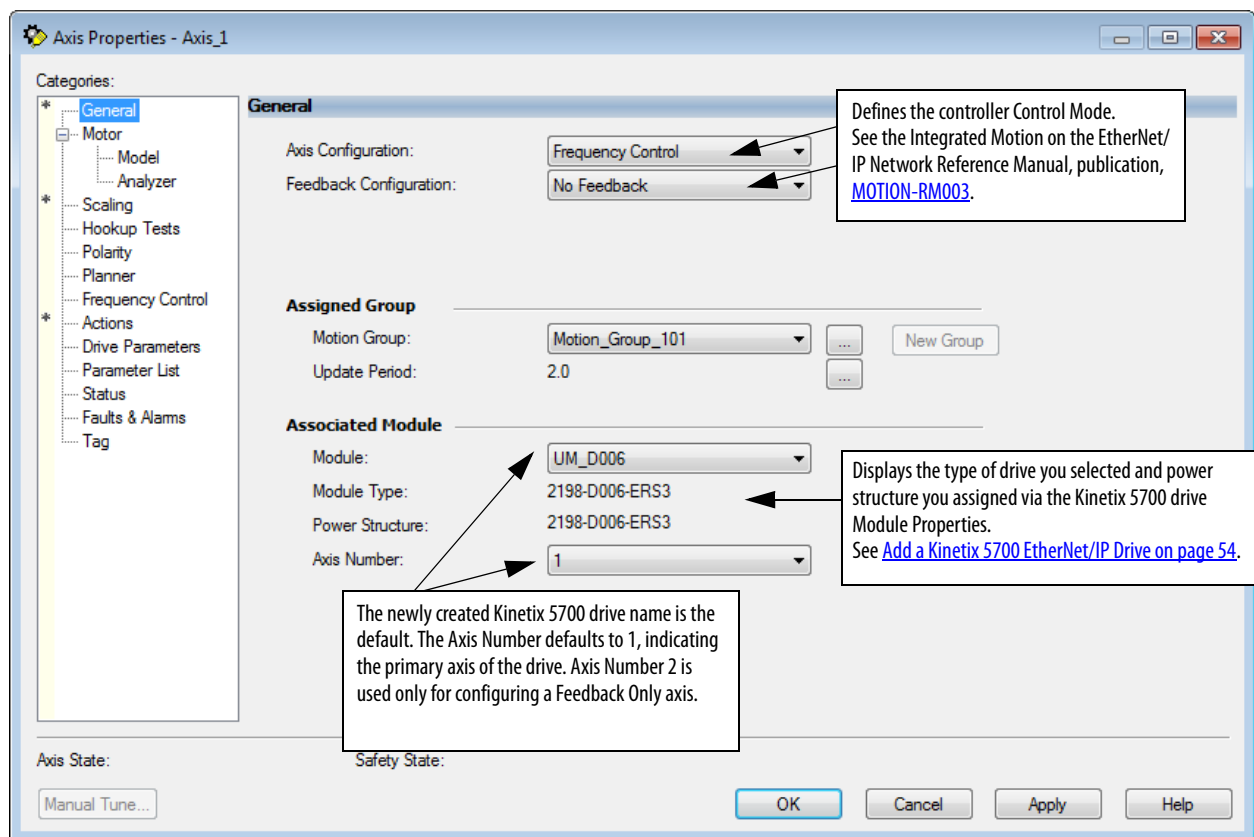 Axis Properties - Axis_1
Categories:
* General
Motor
Model
Analyzer
* Scaling
Hookup Tests
Polarity
Planner
Frequency Control
* Actions
Drive Parameters
Parameter List
Status
Faults & Alarms
Tag
General
Axis Configuration: Frequency Control
Feedback Configuration: No Feedback
Defines the controller Control Mode.
See the Integrated Motion on the EtherNet/
IP Network Reference Manual, publication,
MOTION-RM003.
Assigned Group
Motion Group: Motion_Group_101 ... New Group
Update Period: 2.0 ...
Associated Module
Module: UM_D006
Module Type: 2198-D006-ERS3
Power Structure: 2198-D006-ERS3
Axis Number: 1
Displays the type of drive you selected and power
structure you assigned via the Kinetix 5700 drive
Module Properties.
See Add a Kinetix 5700 EtherNet/IP Drive on page 54.
The newly created Kinetix 5700 drive name is the
default. The Axis Number defaults to 1, indicating
the primary axis of the drive. Axis Number 2 is
used only for configuring a Feedback Only axis.
Axis State: Safety State:
Manual Tune... OK Cancel Apply Help